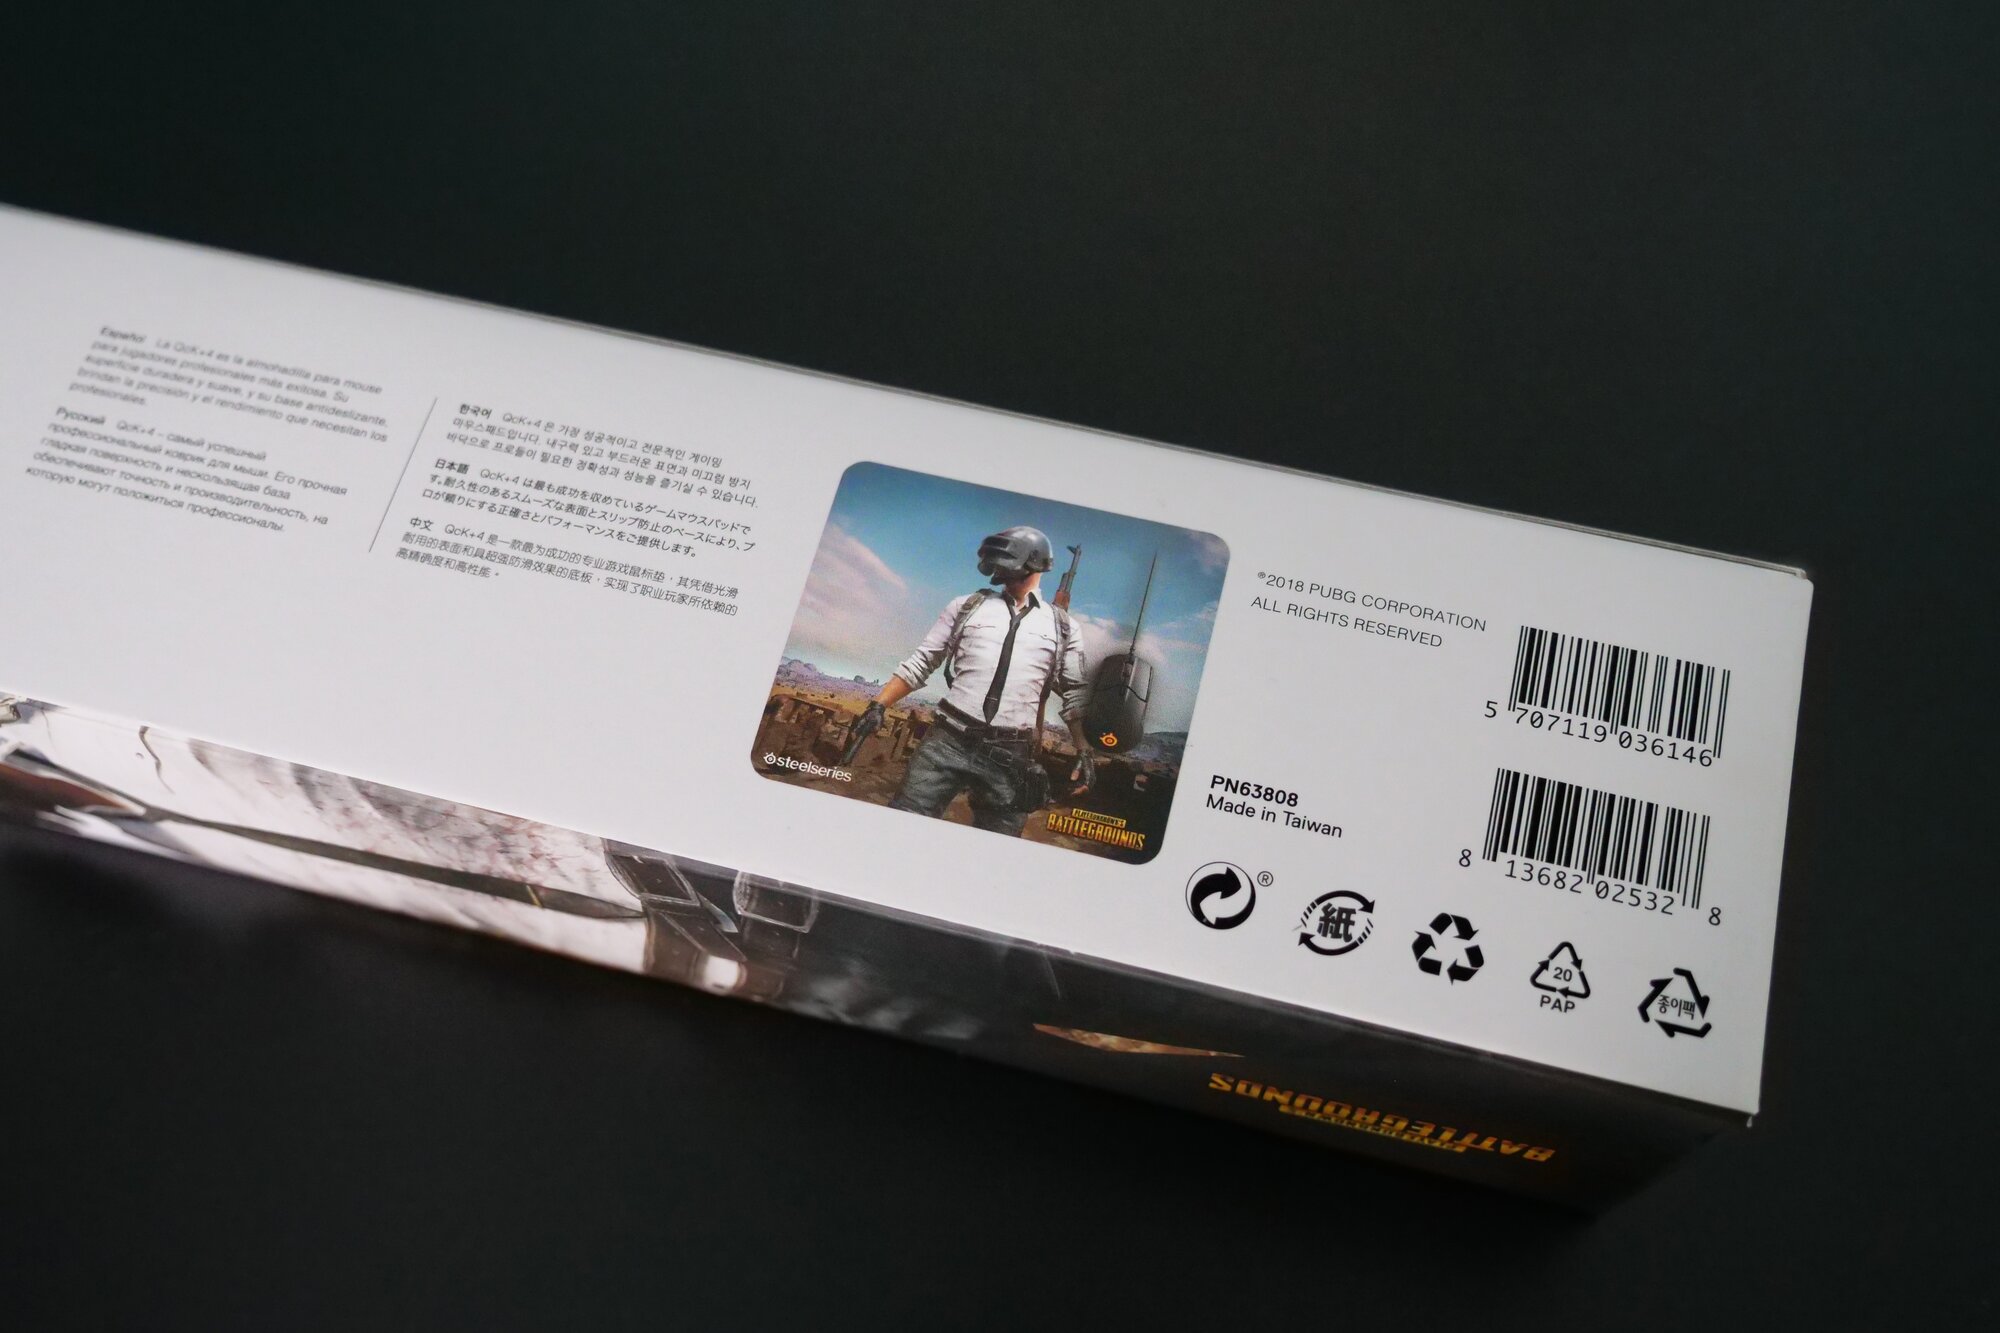 Español La QcK+4 es la almohadilla para mouse
para jugadores profesionales más exitosa. Su
superficie duradera y suave, y su base antideslizante,
brindan la precisión y el rendimiento que necesitan los
profesionales.
Русский QcK+4 – самый успешный
профессиональный коврик для мыши. Его прочная
гладкая поверхность и нескользящая база
обеспечивают точность и производительность, на
которую могут положиться профессионалы.
한국어 QcK+4 은 가장 성공적이고 전문적인 게이밍
마우스패드입니다. 내구력 있고 부드러운 표면과 미끄럼 방지
바닥으로 프로들이 필요한 정확성과 성능을 즐기실 수 있습니다.
日本語 QcK+4 は最も成功を収めているゲームマウスパッドで
す。耐久性のあるスムーズな表面とスリップ防止のベースにより、プ
ロが頼りにする正確さとパフォーマンスをご提供します。
中文 QcK+4 是一款最为成功的专业游戏鼠标垫，其凭借光滑
耐用的表面和具超强防滑效果的底板，实现了职业玩家所依赖的
高精确度和高性能。
steelseries
PLAYERUNKNOWN'S
BATTLEGROUNDS
®2018 PUBG CORPORATION
ALL RIGHTS RESERVED
5 707119 036146
PN63808
Made in Taiwan
8 13682 02532 8
®
紙
20
PAP
종이팩
PLAYERUNKNOWN'S
BATTLEGROUNDS